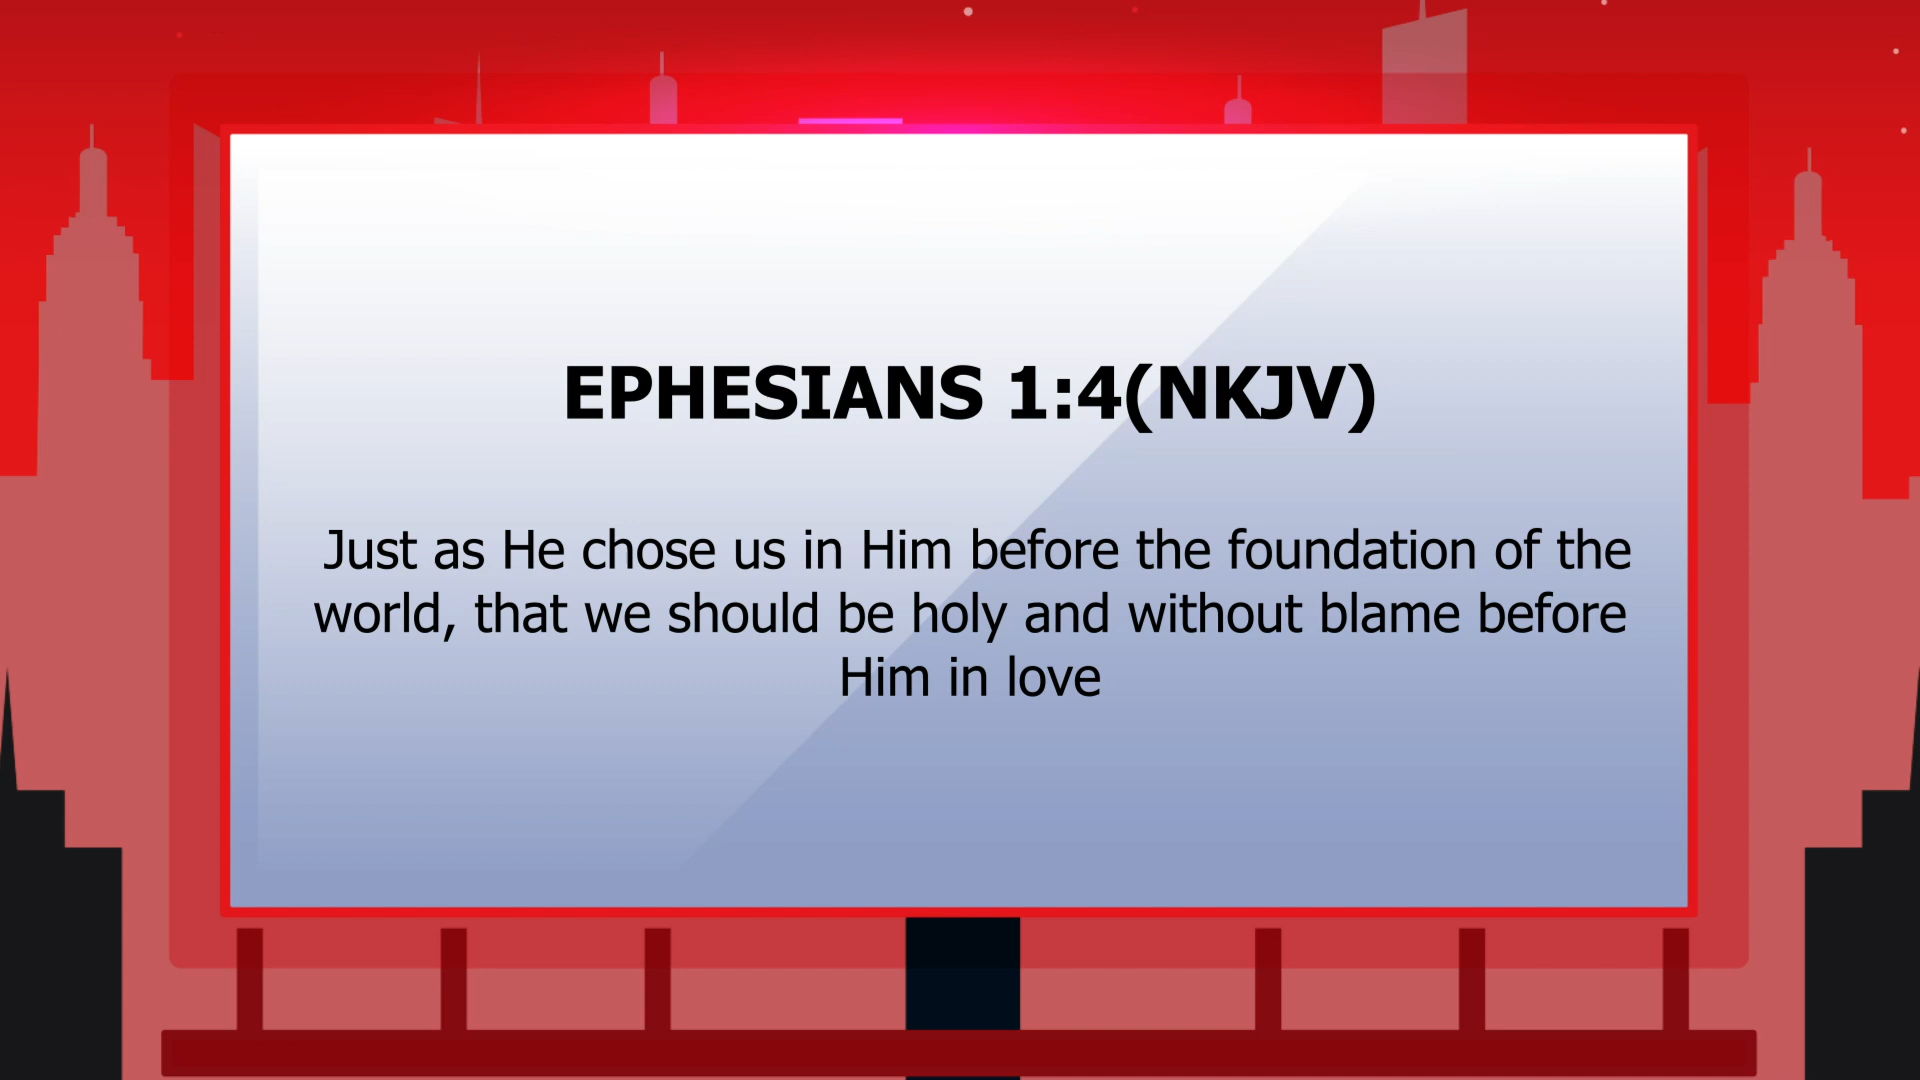 EPHESIANS 1:4(NKJV)
Just as He chose us in Him before the foundation of the
world, that we should be holy and without blame before
Him in love